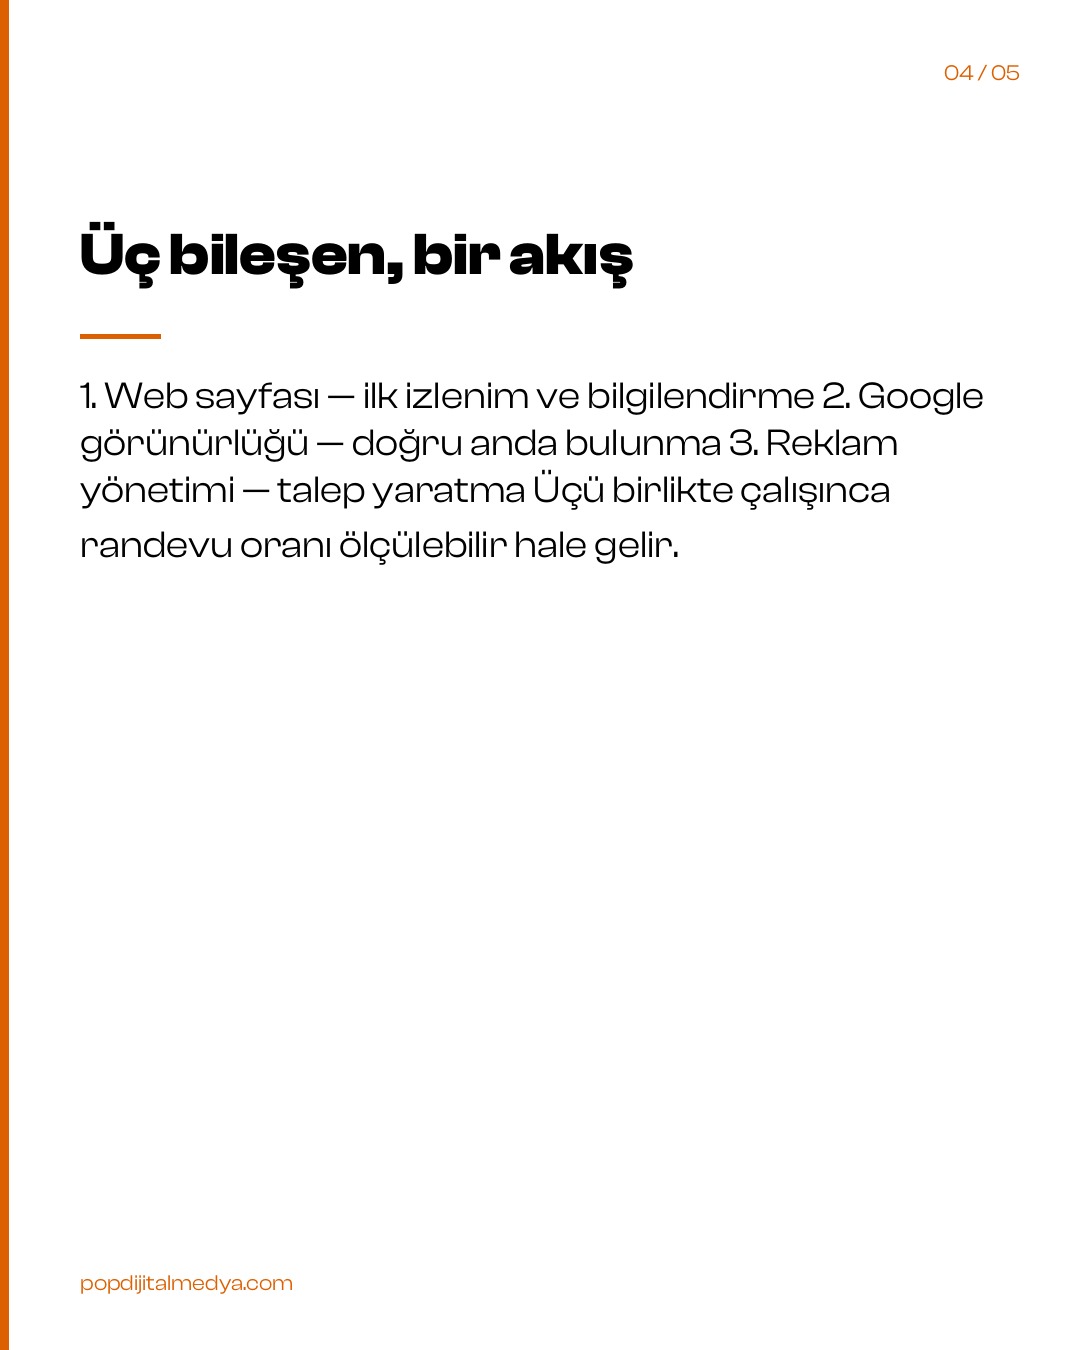 04 / 05
Üç bileşen, bir akış
1. Web sayfası — ilk izlenim ve bilgilendirme 2. Google
görünürlüğü — doğru anda bulunma 3. Reklam
yönetimi — talep yaratma Üçü birlikte çalışınca
randevu oranı ölçülebilir hale gelir.
popdijitalmedya.com